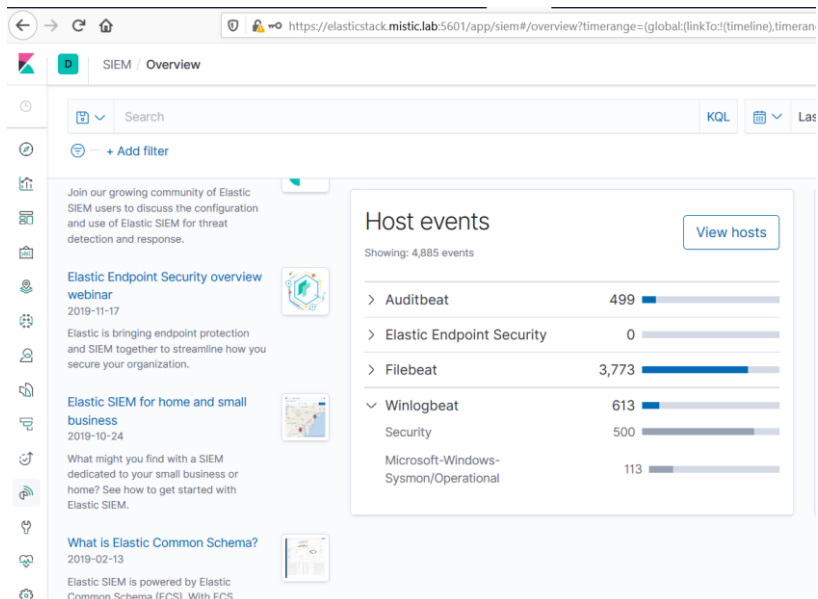 https://elasticstack.mistic.lab:5601/app/siem#/overview?timerange=(global:(linkTo:!(timeline),timeran
D
SIEM / Overview
Search
KQL
Las
+ Add filter
Join our growing community of Elastic
SIEM users to discuss the configuration
and use of Elastic SIEM for threat
detection and response.
Elastic Endpoint Security overview
webinar
2019-11-17
Elastic is bringing endpoint protection
and SIEM together to streamline how you
secure your organization.
Elastic SIEM for home and small
business
2019-10-24
What might you find with a SIEM
dedicated to your small business or
home? See how to get started with
Elastic SIEM.
What is Elastic Common Schema?
2019-02-13
Elastic SIEM is powered by Elastic
Common Schema (ECS). With ECS
Host events
View hosts
Showing: 4,885 events
Auditbeat 499
Elastic Endpoint Security 0
Filebeat 3,773
Winlogbeat 613
Security 500
Microsoft-Windows-
Sysmon/Operational 113